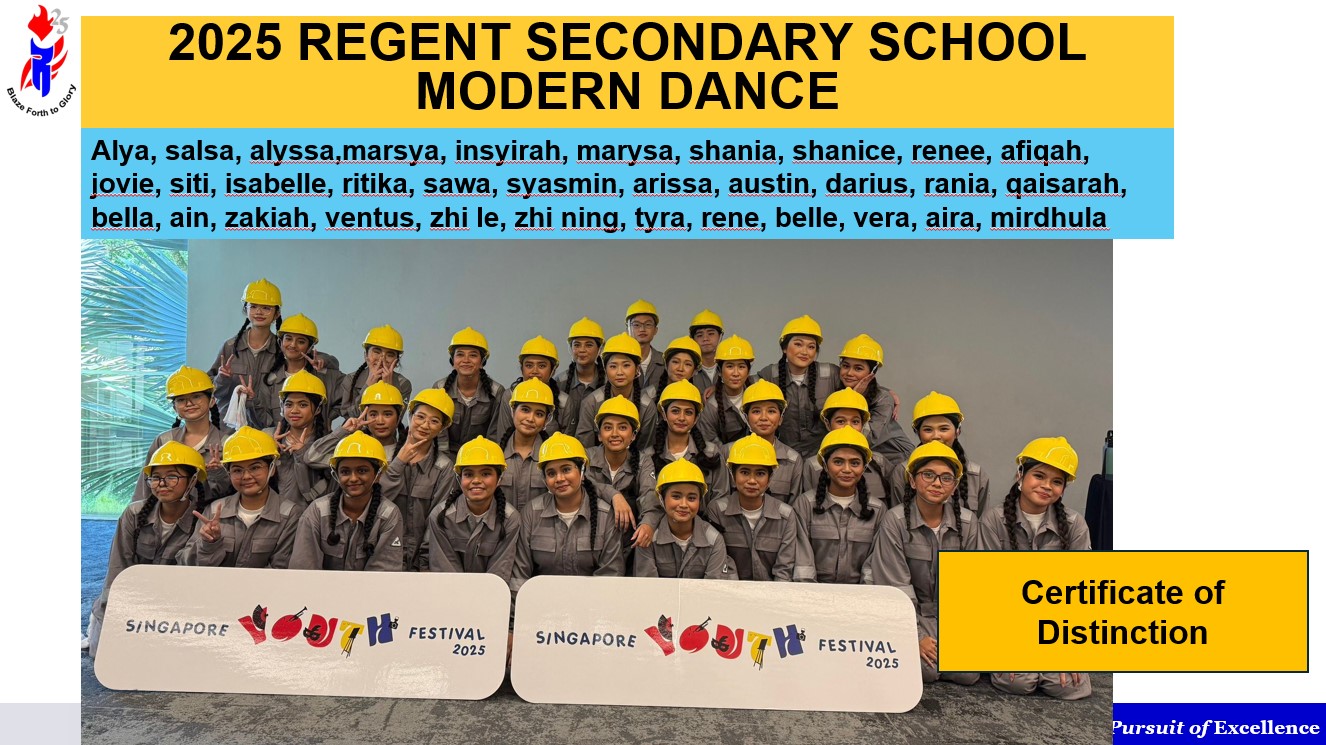 25
Blaze Forth to Glory
2025 REGENT SECONDARY SCHOOL
MODERN DANCE
Alya, salsa, alyssa,marsya, insyirah, marysa, shania, shanice, renee, afiqah,
jovie, siti, isabelle, ritika, sawa, syasmin, arissa, austin, darius, rania, qaisarah,
bella, ain, zakiah, ventus, zhi le, zhi ning, tyra, rene, belle, vera, aira, mirdhula
SINGAPORE YOUTH FESTIVAL
2025
SINGAPORE YOUTH FESTIVAL
2025
Certificate of
Distinction
Pursuit of Excellence